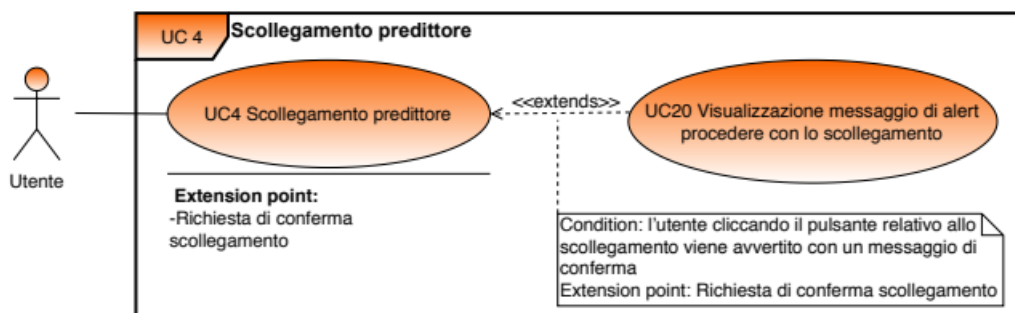 UC 4
Scollegamento predittore
UC4 Scollegamento predittore
<<extends>>
UC20 Visualizzazione messaggio di alert
procedere con lo scollegamento
Utente
Extension point:
-Richiesta di conferma
scollegamento
Condition: l'utente cliccando il pulsante relativo allo
scollegamento viene avvertito con un messaggio di
conferma
Extension point: Richiesta di conferma scollegamento